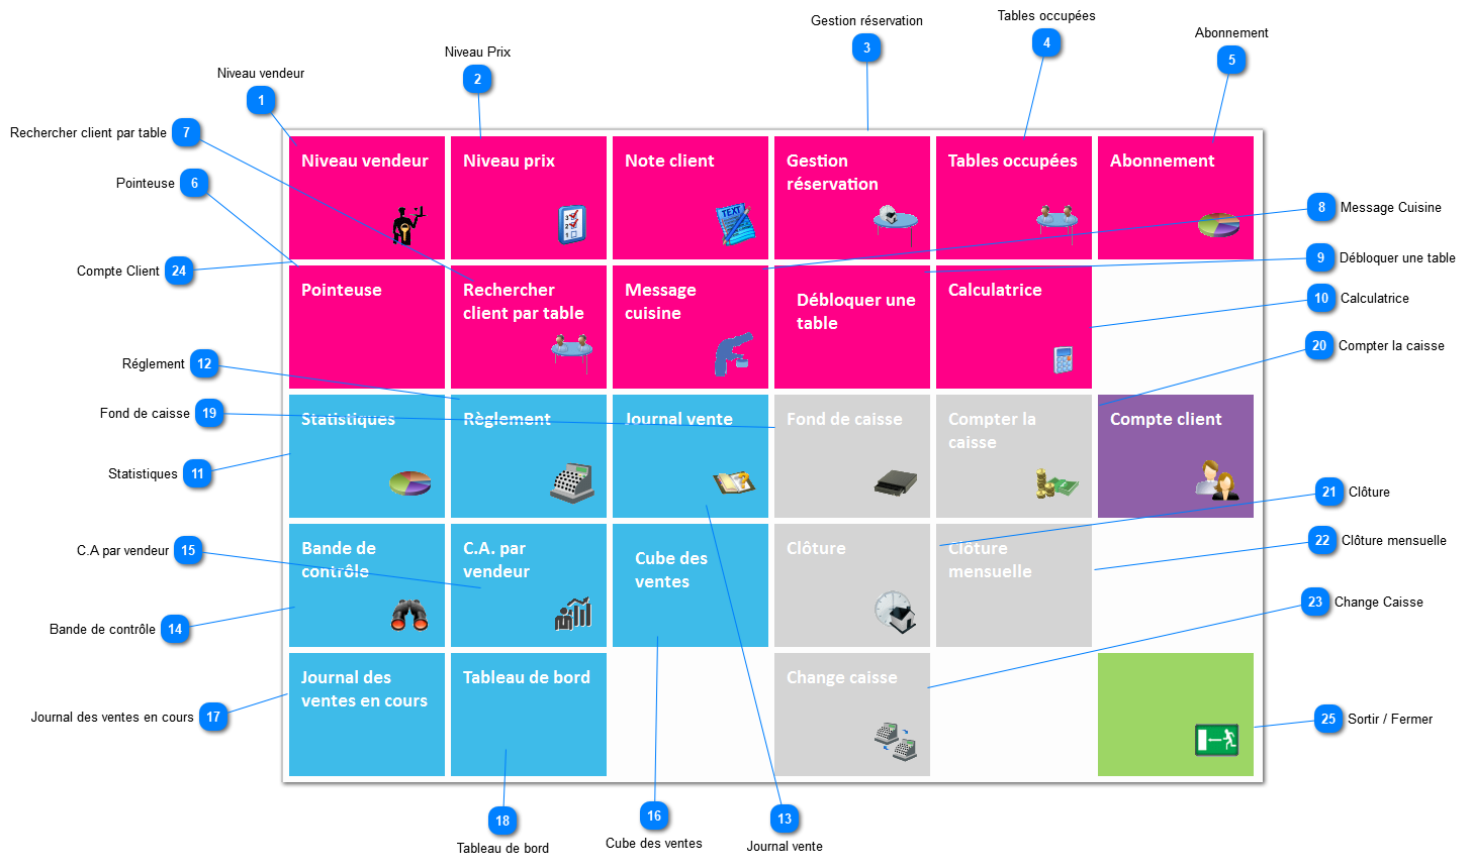 Gestion réservation
3
Tables occupées
4
Abonnement
5
Niveau Prix
2
Niveau vendeur
1
Rechercher client par table 7
Pointeuse 6
Compte Client 24
Réglement 12
Fond de caisse 19
Statistiques 11
C.A par vendeur 15
Bande de contrôle 14
Journal des ventes en cours 17
Niveau vendeur
Niveau prix
Note client
TEXT
Gestion
réservation
Tables occupées
Abonnement
Pointeuse
Rechercher
client par table
Message
cuisine
Débloquer une
table
Calculatrice
Statistiques
Règlement
Journal vente
Fond de caisse
Compter la
caisse
Compte client
Bande de
contrôle
C.A. par
vendeur
Cube des
ventes
Clôture
Clôture
mensuelle
Journal des
ventes en cours
Tableau de bord
Change caisse
8 Message Cuisine
9 Débloquer une table
10 Calculatrice
20 Compter la caisse
21 Clôture
22 Clôture mensuelle
23 Change Caisse
25 Sortir / Fermer
18
Tableau de bord
16
Cube des ventes
13
Journal vente